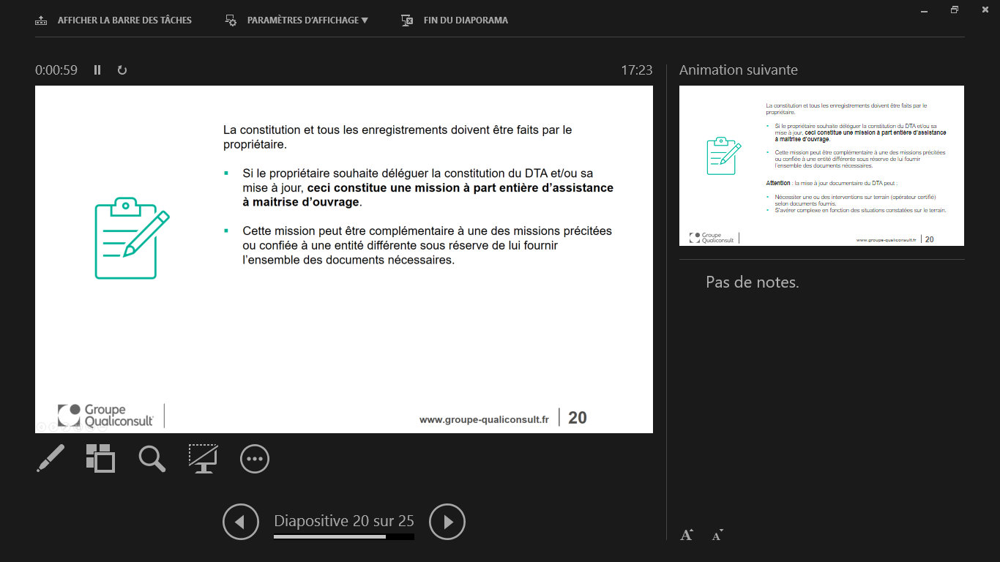 AFFICHER LA BARRE DES TÂCHES
PARAMÈTRES D'AFFICHAGE ▼
FIN DU DIAPORAMA
0:00:59
17:23
La constitution et tous les enregistrements doivent être faits par le
propriétaire.
▪ Si le propriétaire souhaite déléguer la constitution du DTA et/ou sa
mise à jour, ceci constitue une mission à part entière d'assistance
à maitrise d'ouvrage.
▪ Cette mission peut être complémentaire à une des missions précitées
ou confiée à une entité différente sous réserve de lui fournir
l'ensemble des documents nécessaires.
Groupe
Qualiconsult
www.groupe-qualiconsult.fr
20
Diapositive 20 sur 25
Animation suivante
La constitution et tous les enregistrements doivent être faits par le
propriétaire.
▪ Si le propriétaire souhaite déléguer la constitution du DTA et/ou sa
mise à jour, ceci constitue une mission à part entière d'assistance
à maitrise d'ouvrage.
▪ Cette mission peut être complémentaire à une des missions précitées
ou confiée à une entité différente sous réserve de lui fournir
l'ensemble des documents nécessaires.
Attention : la mise à jour documentaire du DTA peut :
▪ Nécessiter une ou des interventions sur terrain (opérateur certifié)
selon documents fournis.
▪ S'avérer complexe en fonction des situations constatées sur le terrain.
Groupe
Qualiconsult
www.groupe-qualiconsult.fr
20
Pas de notes.
A
A